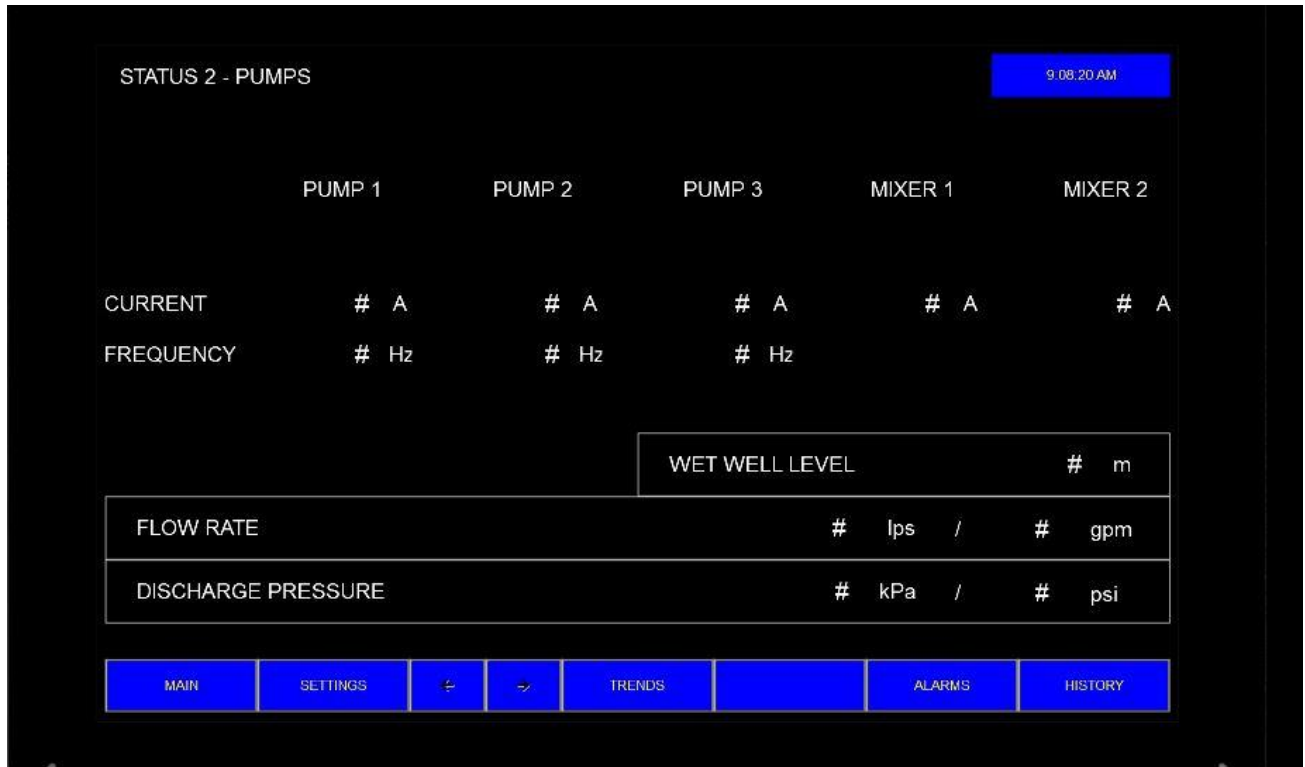 STATUS 2 - PUMPS 9:08:20 AM
PUMP 1 PUMP 2 PUMP 3 MIXER 1 MIXER 2
CURRENT # A # A # A # A # A
FREQUENCY # Hz # Hz # Hz
WET WELL LEVEL # m
FLOW RATE # lps / # gpm
DISCHARGE PRESSURE # kPa / # psi
MAIN SETTINGS ← → TRENDS ALARMS HISTORY